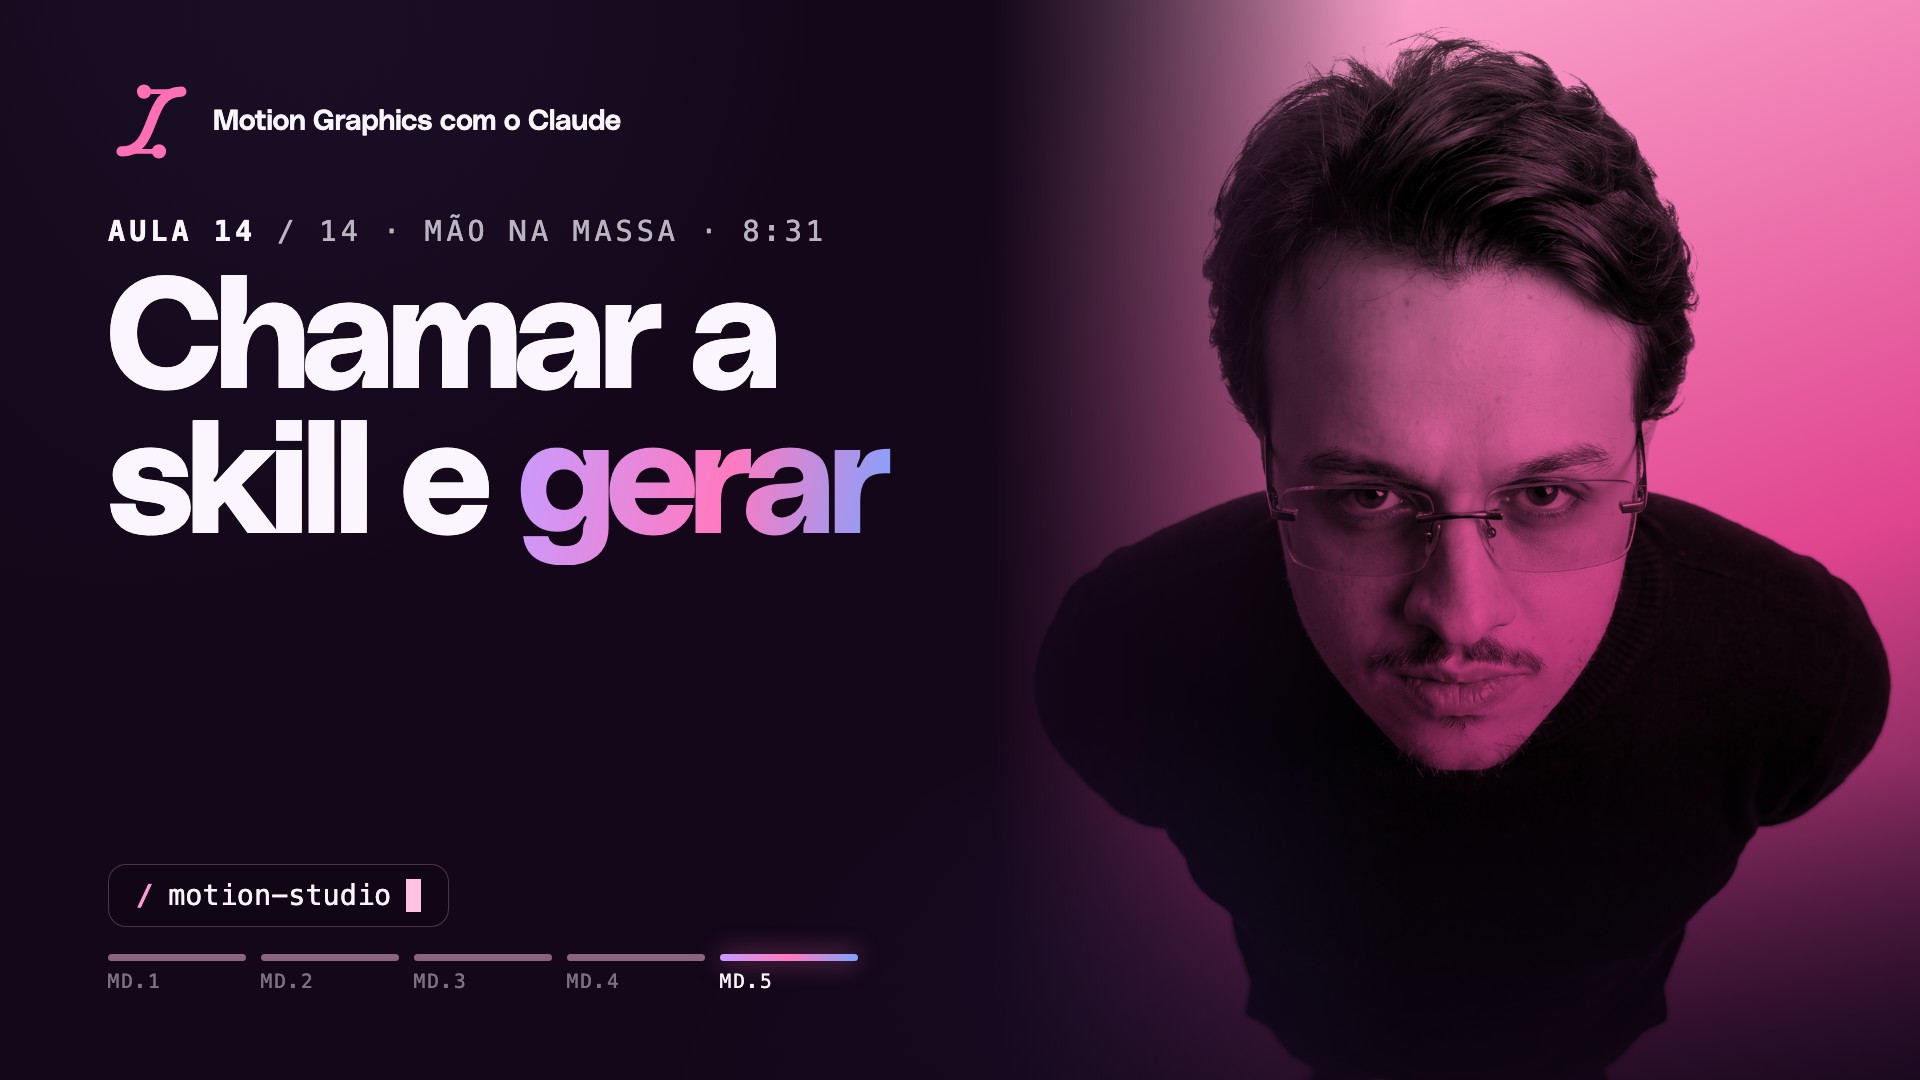 Motion Graphics com o Claude
AULA 14 / 14 · MÃO NA MASSA · 8:31
Chamar a
skill e gerar
/ motion-studio
MD.1 MD.2 MD.3 MD.4 MD.5